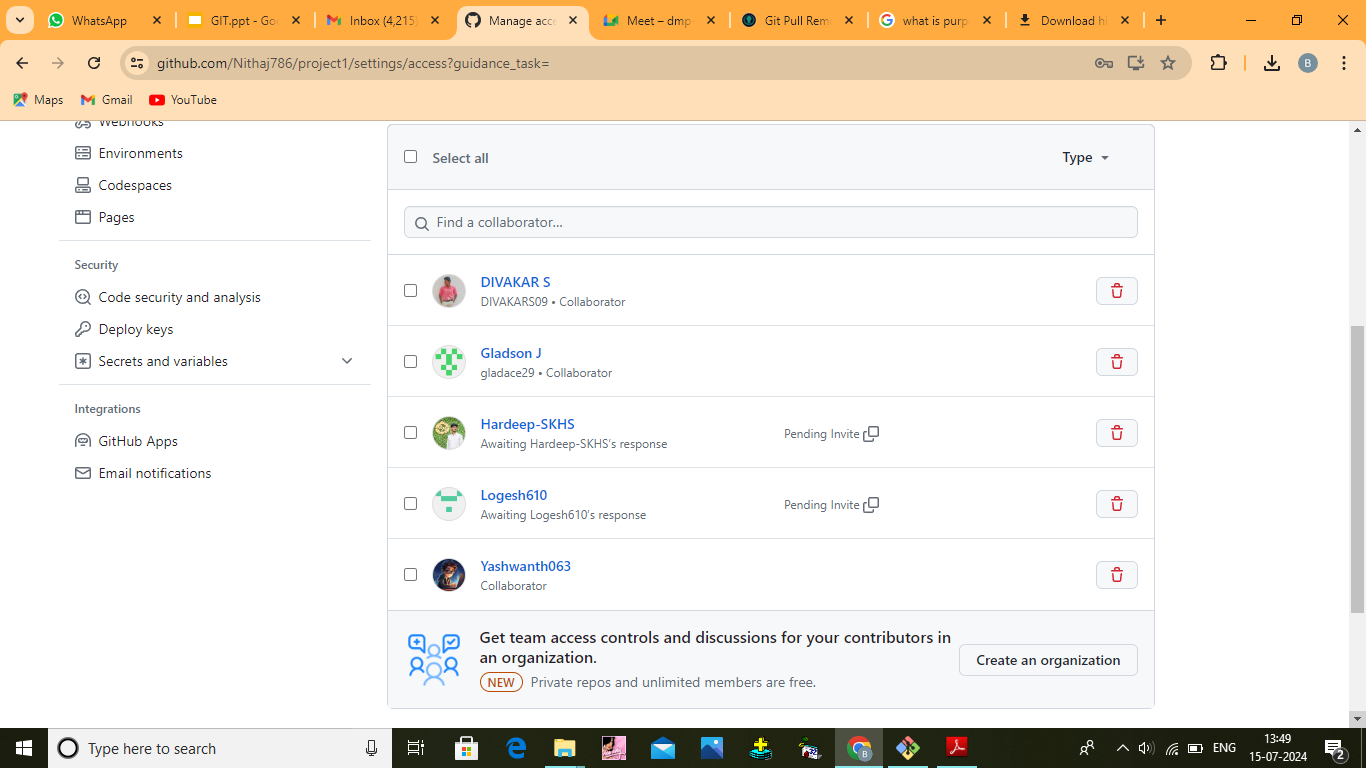 WhatsApp
GIT.ppt - Goo
Inbox (4,215)
Manage acce
Meet – dmp
Git Pull Rem
what is purp
Download hi
github.com/Nithaj786/project1/settings/access?guidance_task=
B
Maps
Gmail
YouTube
Webhooks
Environments
Codespaces
Pages
Security
Code security and analysis
Deploy keys
Secrets and variables
Integrations
GitHub Apps
Email notifications
Select all
Type
Find a collaborator...
DIVAKAR S
DIVAKARS09 • Collaborator
Gladson J
gladace29 • Collaborator
Hardeep-SKHS
Awaiting Hardeep-SKHS's response
Pending Invite
Logesh610
Awaiting Logesh610's response
Pending Invite
Yashwanth063
Collaborator
Get team access controls and discussions for your contributors in
an organization.
NEW Private repos and unlimited members are free.
Create an organization
Type here to search
B
ENG
13:49
15-07-2024
2